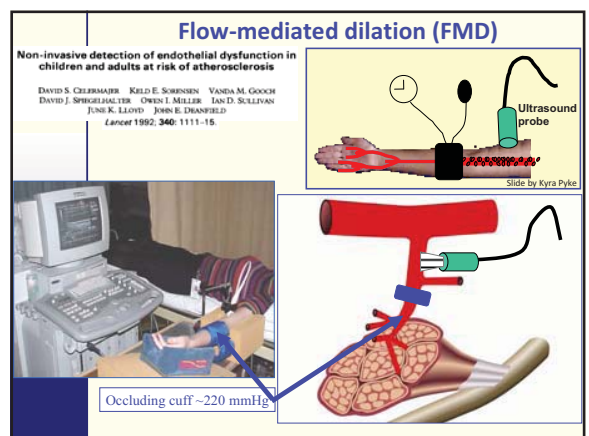 Flow-mediated dilation (FMD)
Non-invasive detection of endothelial dysfunction in
children and adults at risk of atherosclerosis
DAVID S. CELERMAJER KELD E. SORENSEN VANDA M. GOOCH
DAVID J. SPIEGELHALTER OWEN I. MILLER IAN D. SULLIVAN
JUNE K. LLOYD JOHN E. DEANFIELD
Lancet 1992; 340: 1111–15.
Ultrasound
probe
Slide by Kyra Pyke
Occluding cuff ~220 mmHg